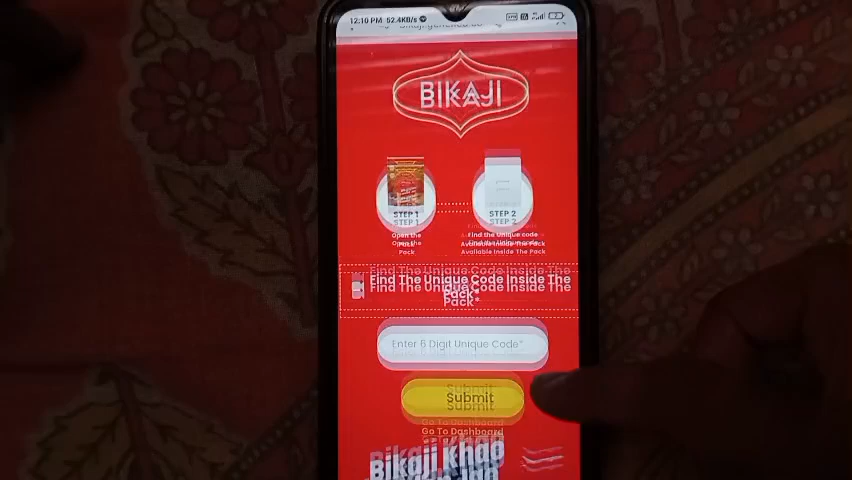 12:10 PM 52.4KB/s
BIKAJI
STEP 1
STEP 2
Open the
Pack
Find the Unique code
Available Inside The Pack
Find The Unique Code Inside The
Pack*
Enter 6 Digit Unique Code*
Submit
Go To Dashboard
Bikaji Khao